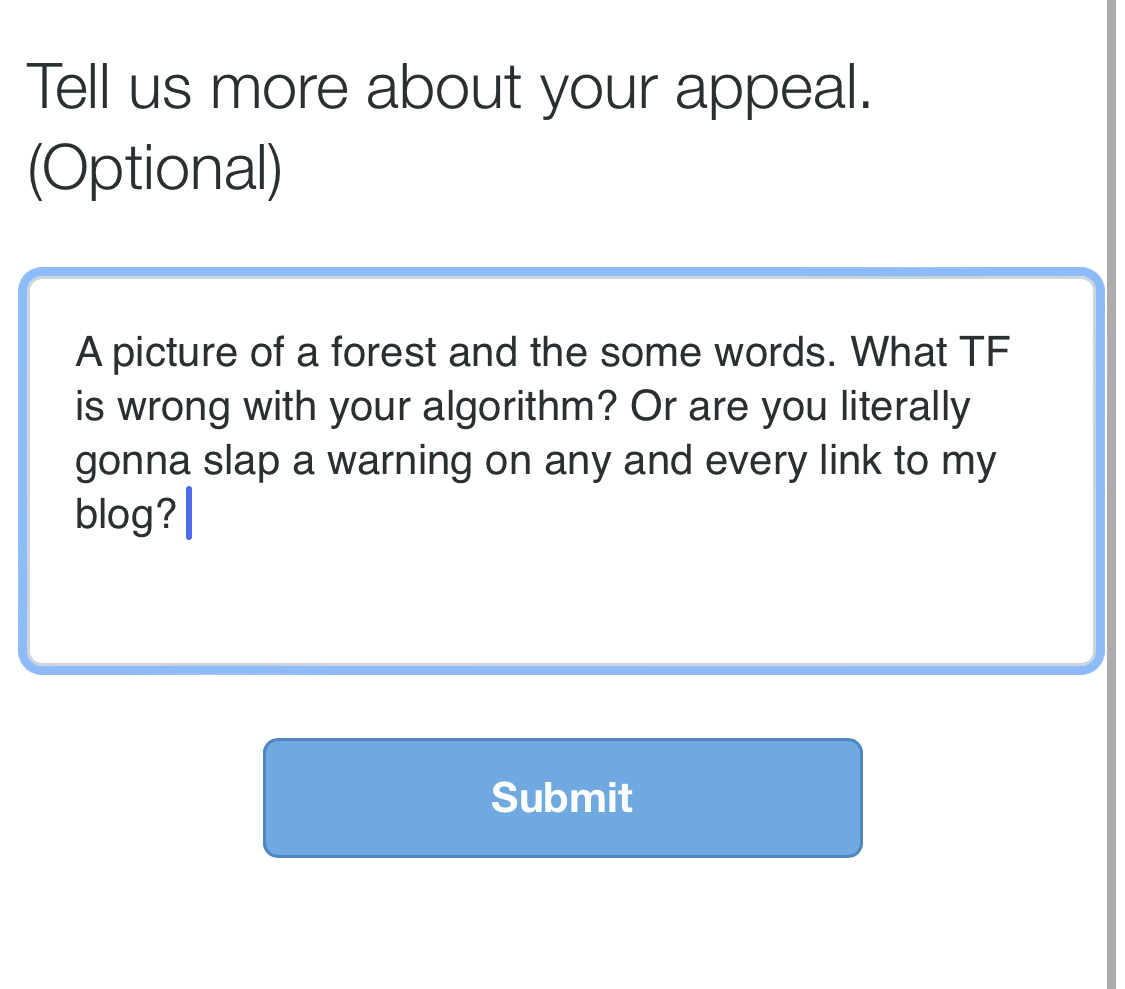 Tell us more about your appeal.
(Optional)
A picture of a forest and the some words. What TF
is wrong with your algorithm? Or are you literally
gonna slap a warning on any and every link to my
blog?
Submit